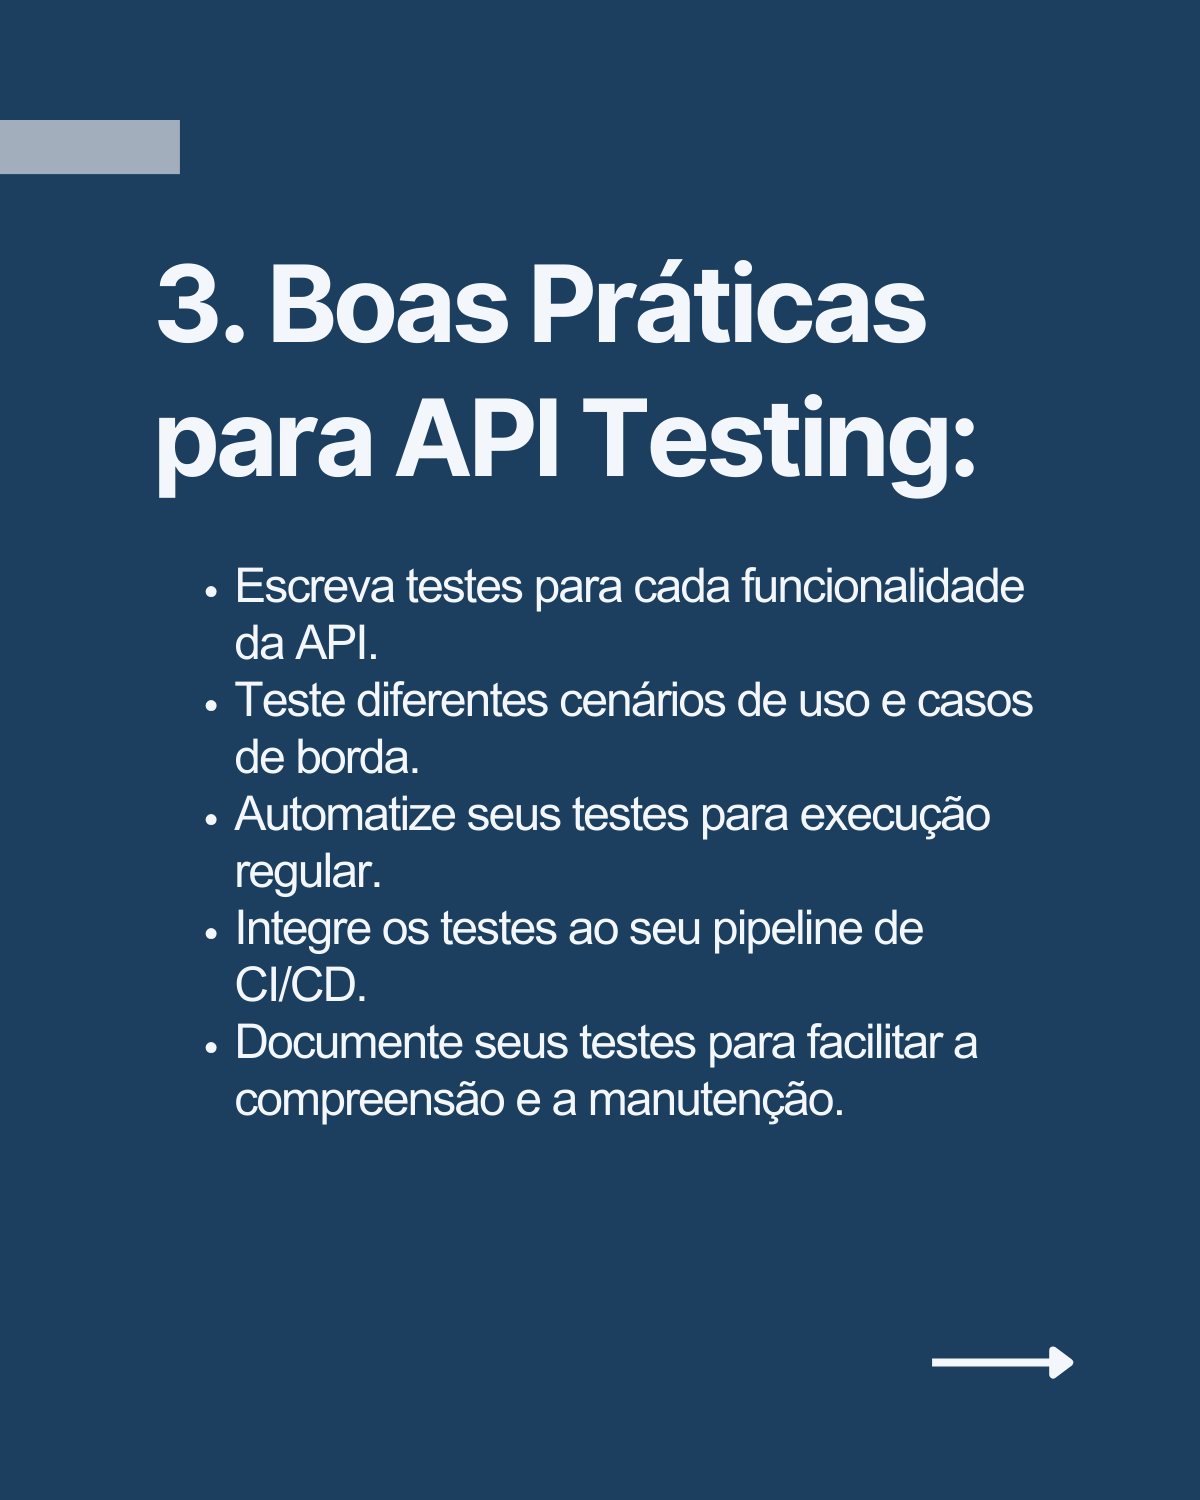 3. Boas Práticas
para API Testing:
• Escreva testes para cada funcionalidade
da API.
• Teste diferentes cenários de uso e casos
de borda.
• Automatize seus testes para execução
regular.
• Integre os testes ao seu pipeline de
CI/CD.
• Documente seus testes para facilitar a
compreensão e a manutenção.